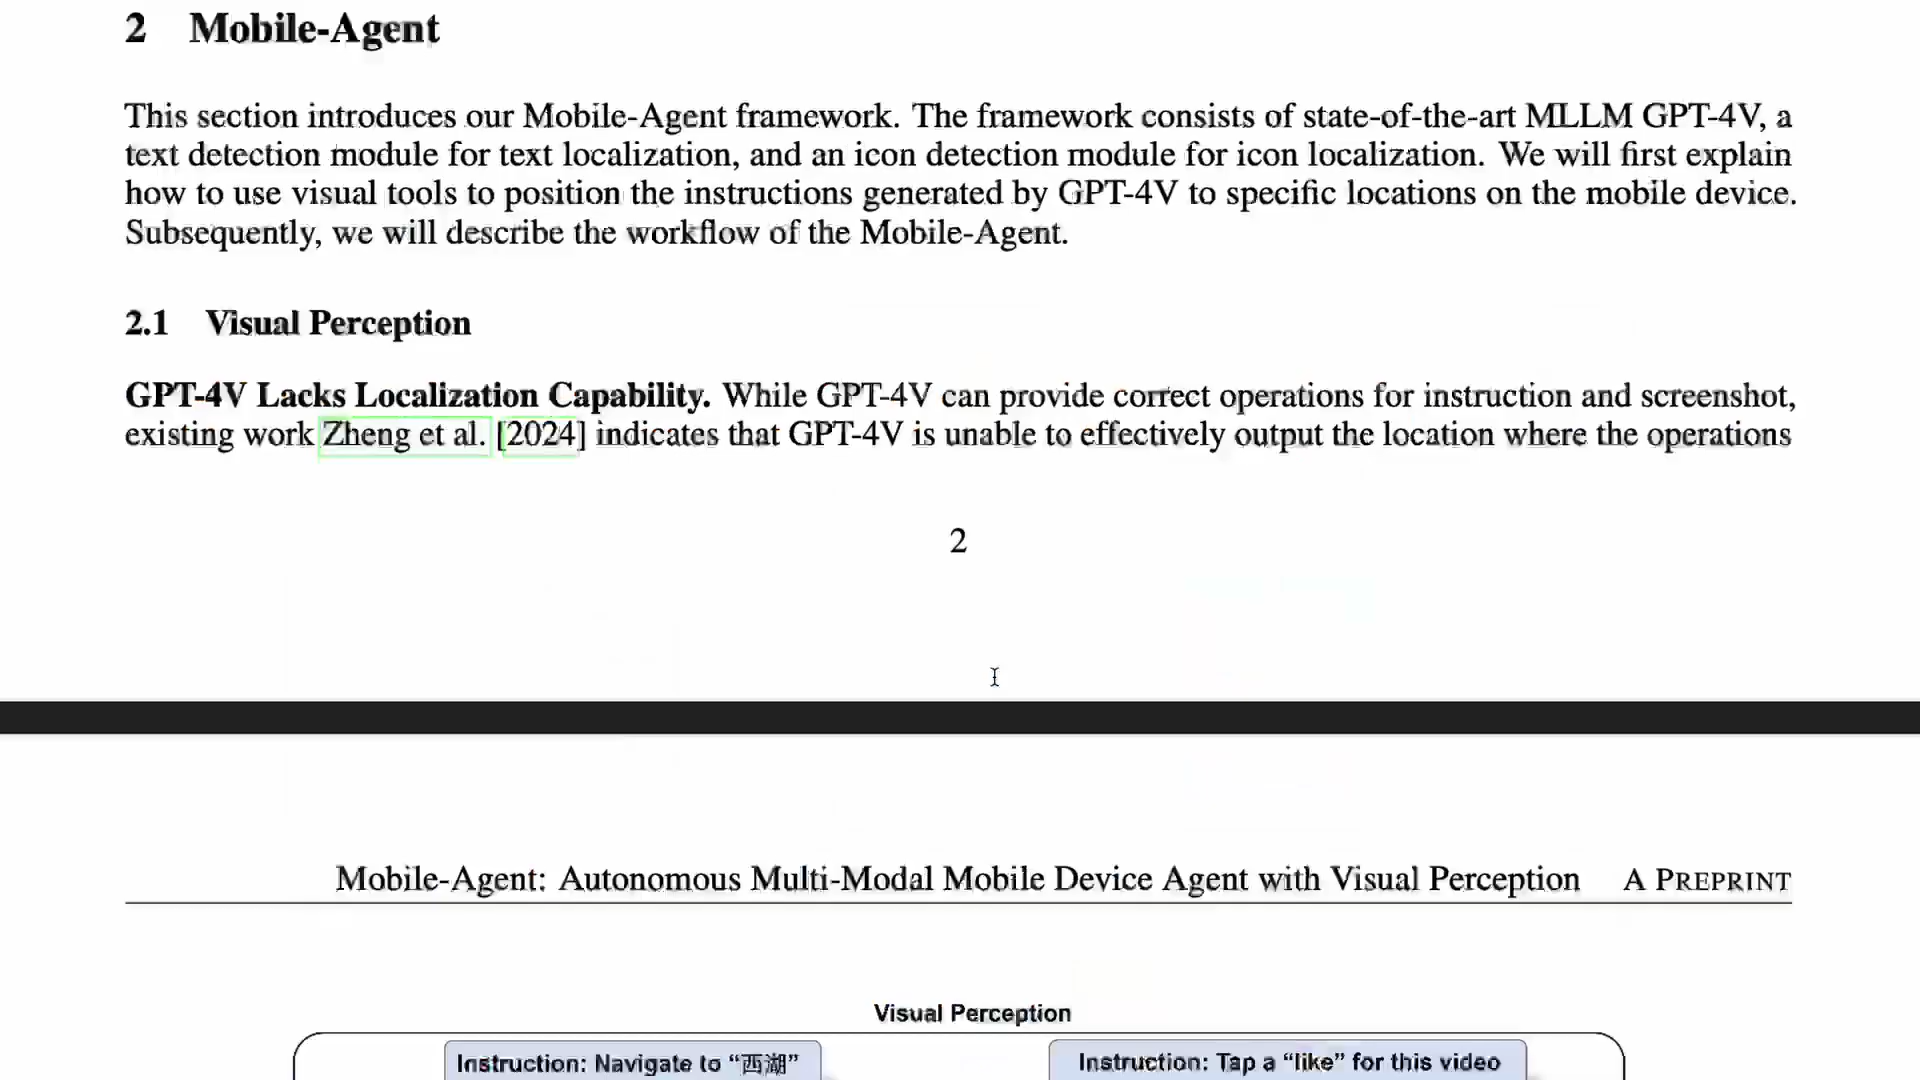 2 Mobile-Agent
This section introduces our Mobile-Agent framework. The framework consists of state-of-the-art MLLM GPT-4V, a
text detection module for text localization, and an icon detection module for icon localization. We will first explain
how to use visual tools to position the instructions generated by GPT-4V to specific locations on the mobile device.
Subsequently, we will describe the workflow of the Mobile-Agent.
2.1 Visual Perception
GPT-4V Lacks Localization Capability. While GPT-4V can provide correct operations for instruction and screenshot,
existing work Zheng et al. [2024] indicates that GPT-4V is unable to effectively output the location where the operations
2
Mobile-Agent: Autonomous Multi-Modal Mobile Device Agent with Visual Perception A PREPRINT
Visual Perception
Instruction: Navigate to “西湖”
Instruction: Tap a “like” for this video